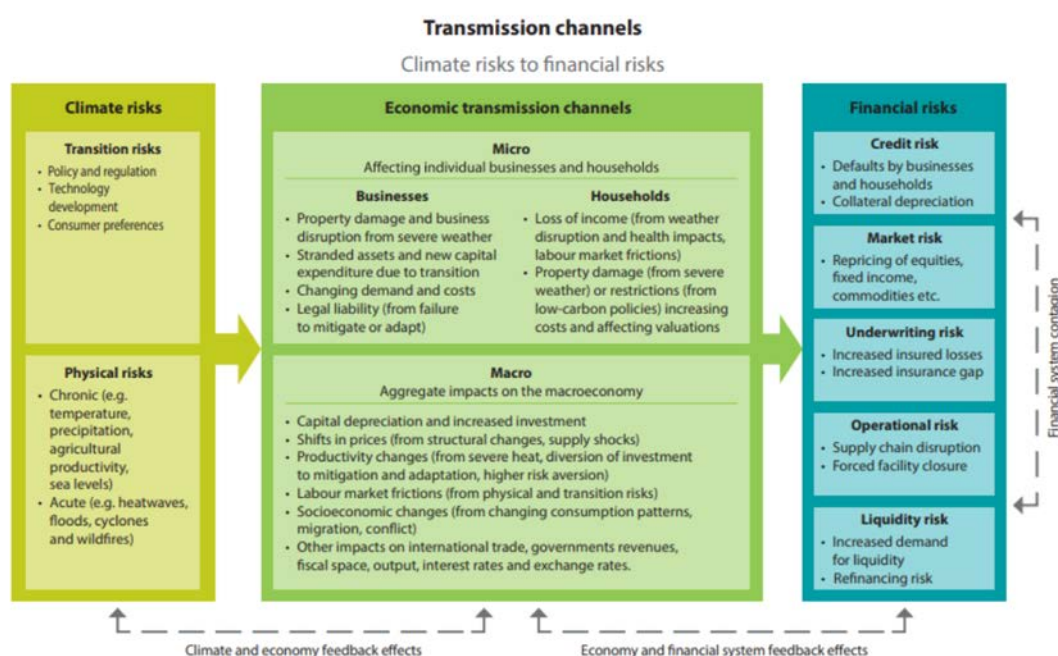 Transmission channels
Climate risks to financial risks
Climate risks
Transition risks
• Policy and regulation
• Technology
development
• Consumer preferences
Physical risks
• Chronic (e.g.
temperature,
precipitation,
agricultural
productivity,
sea levels)
• Acute (e.g. heatwaves,
floods, cyclones
and wildfires)
Economic transmission channels
Micro
Affecting individual businesses and households
Businesses
• Property damage and business
disruption from severe weather
• Stranded assets and new capital
expenditure due to transition
• Changing demand and costs
• Legal liability (from failure
to mitigate or adapt)
Households
• Loss of income (from weather
disruption and health impacts,
labour market frictions)
• Property damage (from severe
weather) or restrictions (from
low-carbon policies) increasing
costs and affecting valuations
Macro
Aggregate impacts on the macroeconomy
• Capital depreciation and increased investment
• Shifts in prices (from structural changes, supply shocks)
• Productivity changes (from severe heat, diversion of investment
to mitigation and adaptation, higher risk aversion)
• Labour market frictions (from physical and transition risks)
• Socioeconomic changes (from changing consumption patterns,
migration, conflict)
• Other impacts on international trade, governments revenues,
fiscal space, output, interest rates and exchange rates.
Financial risks
Credit risk
• Defaults by businesses
and households
• Collateral depreciation
Market risk
• Repricing of equities,
fixed income,
commodities etc.
Underwriting risk
• Increased insured losses
• Increased insurance gap
Operational risk
• Supply chain disruption
• Forced facility closure
Liquidity risk
• Increased demand
for liquidity
• Refinancing risk
Financial system contagion
Climate and economy feedback effects
Economy and financial system feedback effects